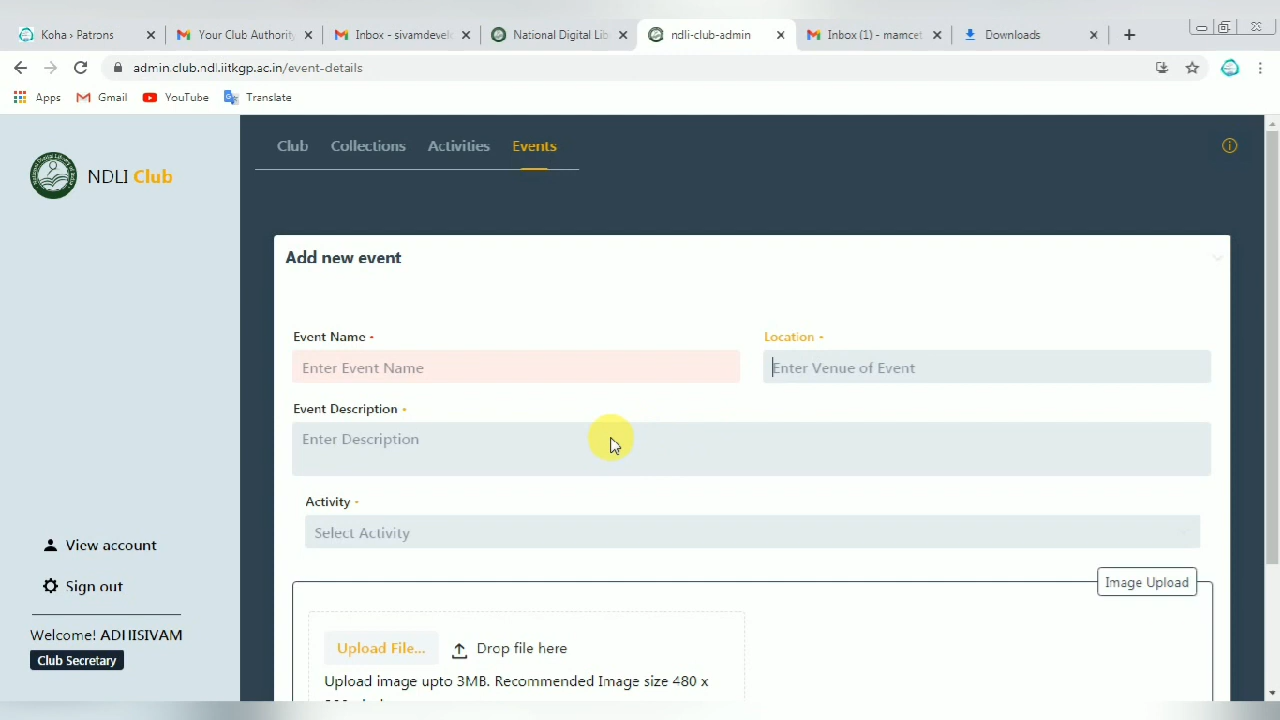 Koha › Patrons
Your Club Authority
Inbox - sivamdevel
National Digital Lib
ndli-club-admin
Inbox (1) - mamcet
Downloads
admin.club.ndl.iitkgp.ac.in/event-details
Apps
Gmail
YouTube
Translate
NDLI Club
Club
Collections
Activities
Events
Add new event
Event Name
Location
Enter Event Name
Enter Venue of Event
Event Description
Enter Description
Activity
Select Activity
Image Upload
Upload File...
Drop file here
Upload image upto 3MB. Recommended Image size 480 x
View account
Sign out
Welcome! ADHISIVAM
Club Secretary